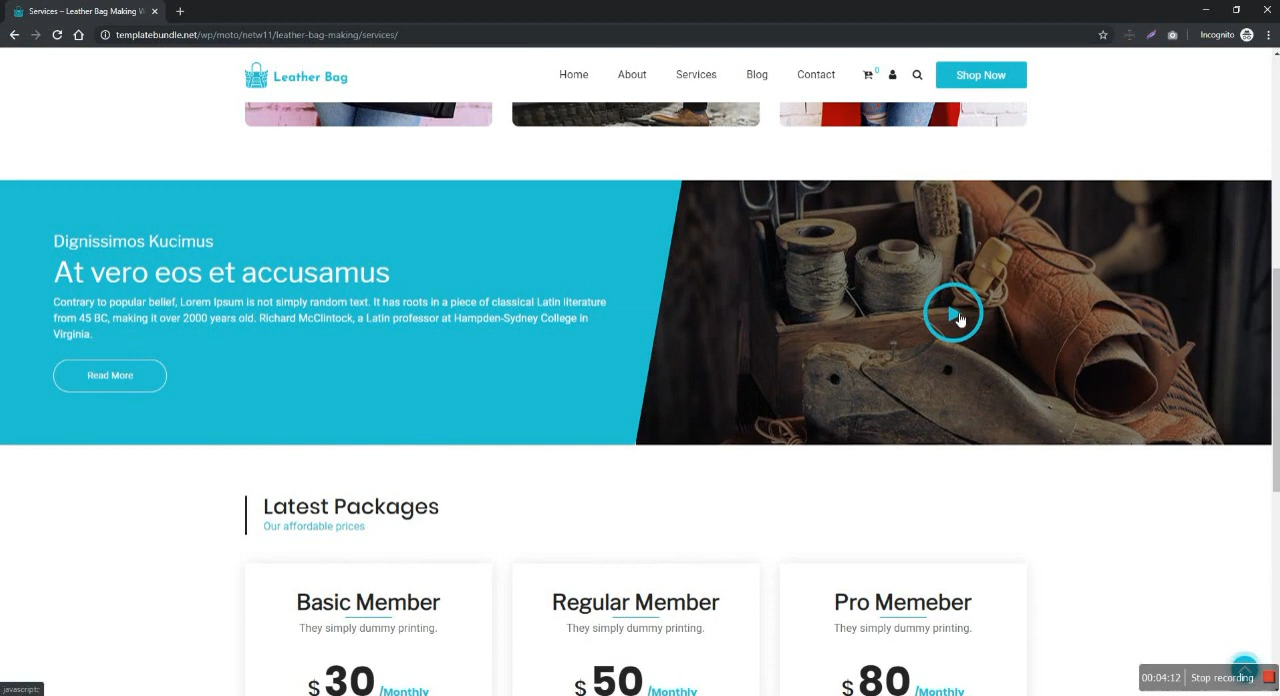 Services – Leather Bag Making W
templatebundle.net/wp/moto/netw11/leather-bag-making/services/
Incognito
Leather Bag
Home
About
Services
Blog
Contact
0
Shop Now
Dignissimos Kucimus
At vero eos et accusamus
Contrary to popular belief, Lorem Ipsum is not simply random text. It has roots in a piece of classical Latin literature
from 45 BC, making it over 2000 years old. Richard McClintock, a Latin professor at Hampden-Sydney College in
Virginia.
Read More
Latest Packages
Our affordable prices
Basic Member
They simply dummy printing.
$30 /Monthly
Regular Member
They simply dummy printing.
$50 /Monthly
Pro Memeber
They simply dummy printing.
$80 /Monthly
javascript:
00:04:12
Stop recording